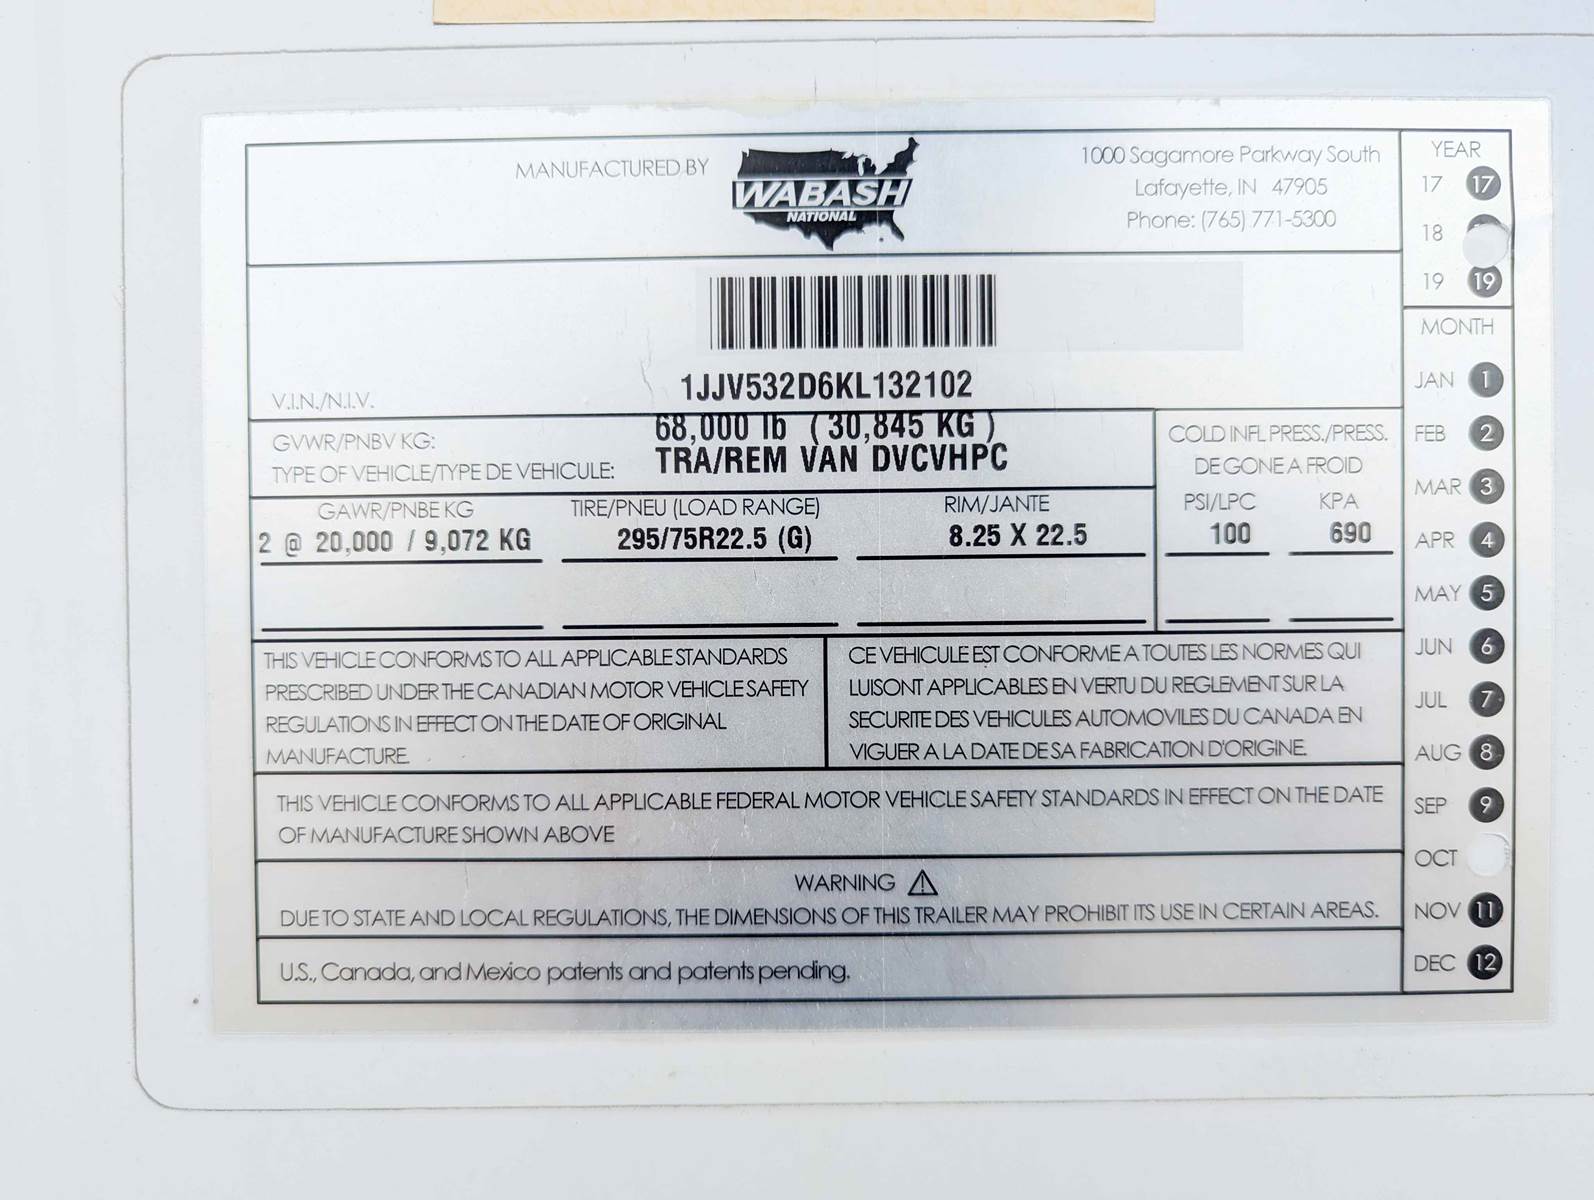 MANUFACTURED BY
WABASH
NATIONAL
1000 Sagamore Parkway South
Lafayette, IN 47905
Phone: (765) 771-5300
YEAR
17 17
18
19 19
V.I.N./N.I.V.
1JJV532D6KL132102
GVWR/PNBV KG:
68,000 lb (30,845 KG)
TYPE OF VEHICLE/TYPE DE VEHICULE:
TRA/REM VAN DVCVHPC
COLD INFL PRESS./PRESS.
DE GONE A FROID
PSI/LPC KPA
100 690
GAWR/PNBE KG TIRE/PNEU (LOAD RANGE) RIM/JANTE
2 @ 20,000 / 9,072 KG 295/75R22.5 (G) 8.25 X 22.5
THIS VEHICLE CONFORMS TO ALL APPLICABLE STANDARDS
PRESCRIBED UNDER THE CANADIAN MOTOR VEHICLE SAFETY
REGULATIONS IN EFFECT ON THE DATE OF ORIGINAL
MANUFACTURE.
CE VEHICULE EST CONFORME A TOUTES LES NORMES QUI
LUISONT APPLICABLES EN VERTU DU REGLEMENT SUR LA
SECURITE DES VEHICULES AUTOMOVILES DU CANADA EN
VIGUER A LA DATE DE SA FABRICATION D'ORIGINE.
THIS VEHICLE CONFORMS TO ALL APPLICABLE FEDERAL MOTOR VEHICLE SAFETY STANDARDS IN EFFECT ON THE DATE
OF MANUFACTURE SHOWN ABOVE
WARNING
DUE TO STATE AND LOCAL REGULATIONS, THE DIMENSIONS OF THIS TRAILER MAY PROHIBIT ITS USE IN CERTAIN AREAS.
U.S., Canada, and Mexico patents and patents pending.
MONTH
JAN 1
FEB 2
MAR 3
APR 4
MAY 5
JUN 6
JUL 7
AUG 8
SEP 9
OCT
NOV 11
DEC 12